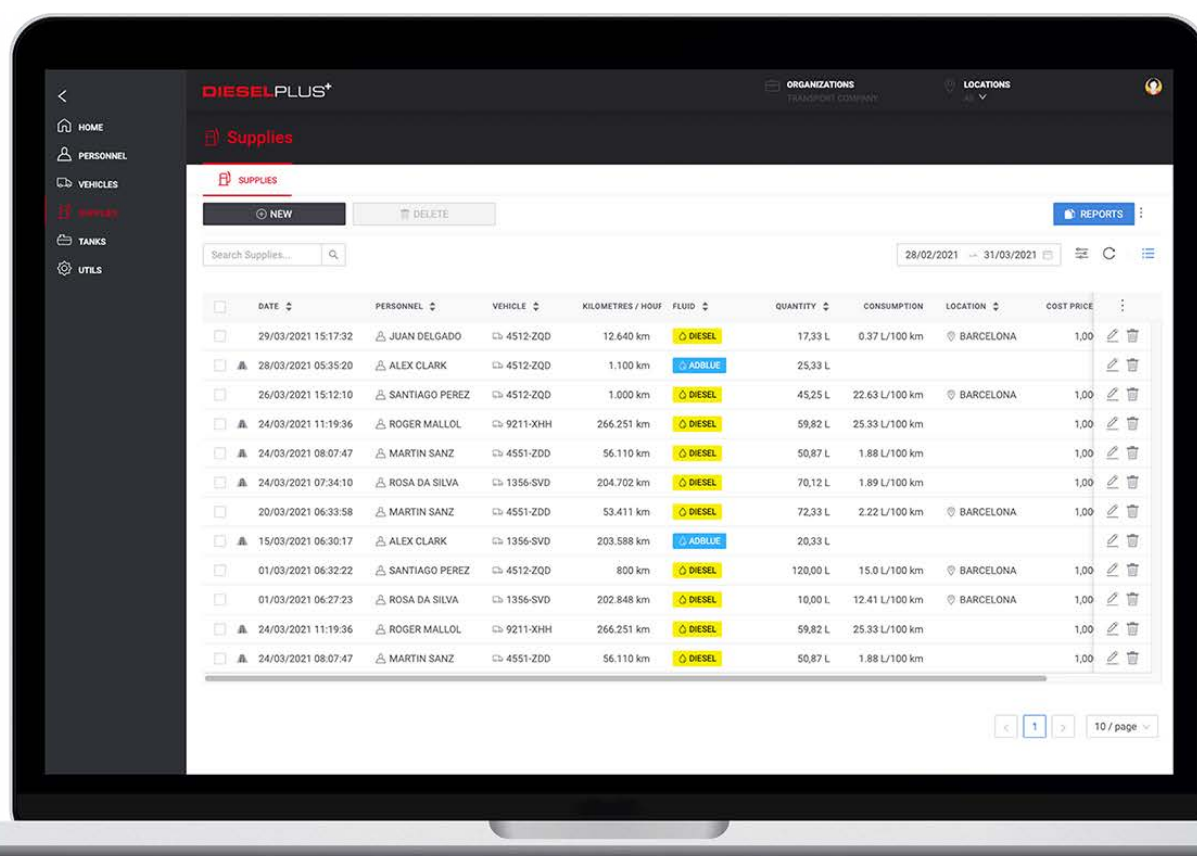 DIESELPLUS+
ORGANIZATIONS
TRANSPORT COMPANY
LOCATIONS
All
HOME
PERSONNEL
VEHICLES
SUPPLIES
TANKS
UTILS
Supplies
SUPPLIES
NEW DELETE REPORTS
Search Supplies... 28/02/2021 → 31/03/2021
DATE PERSONNEL VEHICLE KILOMETRES / HOUR FLUID QUANTITY CONSUMPTION LOCATION COST PRICE
29/03/2021 15:17:32 JUAN DELGADO 4512-ZQD 12.640 km DIESEL 17,33 L 0.37 L/100 km BARCELONA 1,00
28/03/2021 05:35:20 ALEX CLARK 4512-ZQD 1.100 km ADBLUE 25,33 L
26/03/2021 15:12:10 SANTIAGO PEREZ 4512-ZQD 1.000 km DIESEL 45,25 L 22.63 L/100 km BARCELONA 1,00
24/03/2021 11:19:36 ROGER MALLOL 9211-XHH 266.251 km DIESEL 59,82 L 25.33 L/100 km 1,00
24/03/2021 08:07:47 MARTIN SANZ 4551-ZDD 56.110 km DIESEL 50,87 L 1.88 L/100 km 1,00
24/03/2021 07:34:10 ROSA DA SILVA 1356-SVD 204.702 km DIESEL 70,12 L 1.89 L/100 km 1,00
20/03/2021 06:33:58 MARTIN SANZ 4551-ZDD 53.411 km DIESEL 72,33 L 2.22 L/100 km BARCELONA 1,00
15/03/2021 06:30:17 ALEX CLARK 1356-SVD 203.588 km ADBLUE 20,33 L
01/03/2021 06:32:22 SANTIAGO PEREZ 4512-ZQD 800 km DIESEL 120,00 L 15.0 L/100 km BARCELONA 1,00
01/03/2021 06:27:23 ROSA DA SILVA 1356-SVD 202.848 km DIESEL 10,00 L 12.41 L/100 km BARCELONA 1,00
24/03/2021 11:19:36 ROGER MALLOL 9211-XHH 266.251 km DIESEL 59,82 L 25.33 L/100 km 1,00
24/03/2021 08:07:47 MARTIN SANZ 4551-ZDD 56.110 km DIESEL 50,87 L 1.88 L/100 km 1,00
< 1 > 10 / page